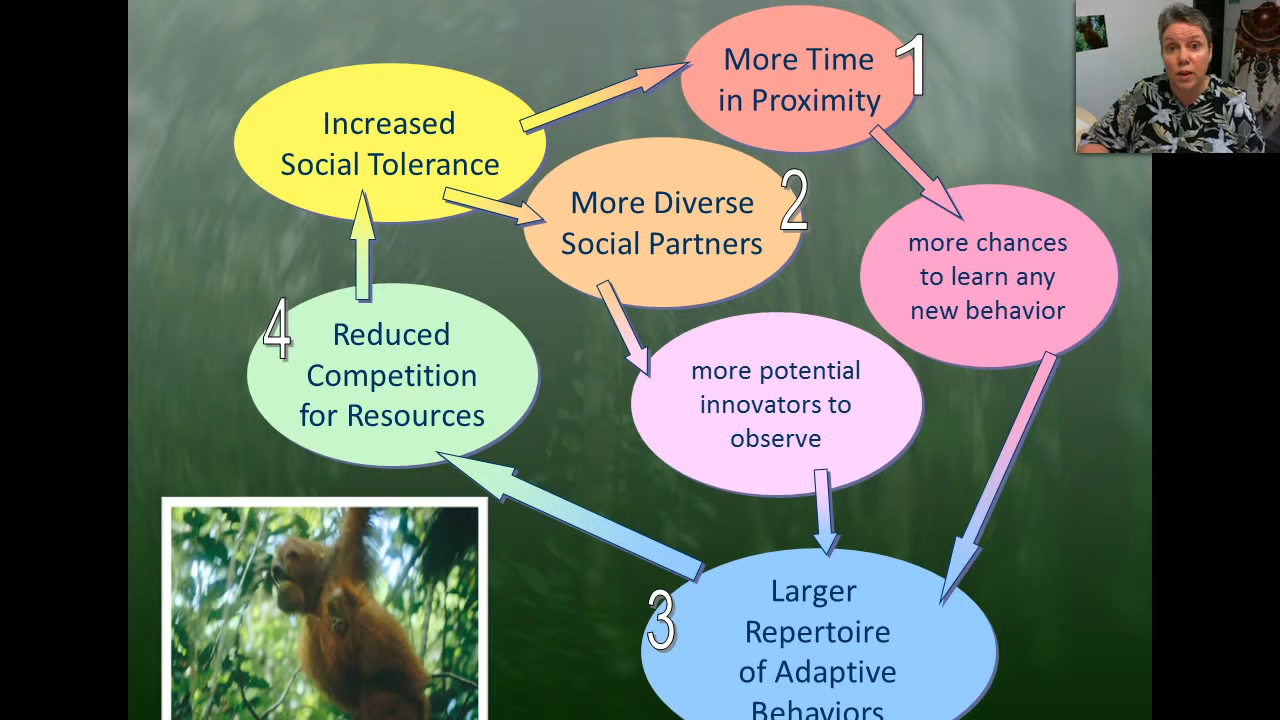 More Time
in Proximity
1
Increased
Social Tolerance
More Diverse
Social Partners
2
more chances
to learn any
new behavior
4
Reduced
Competition
for Resources
more potential
innovators to
observe
3
Larger
Repertoire
of Adaptive
Behaviors